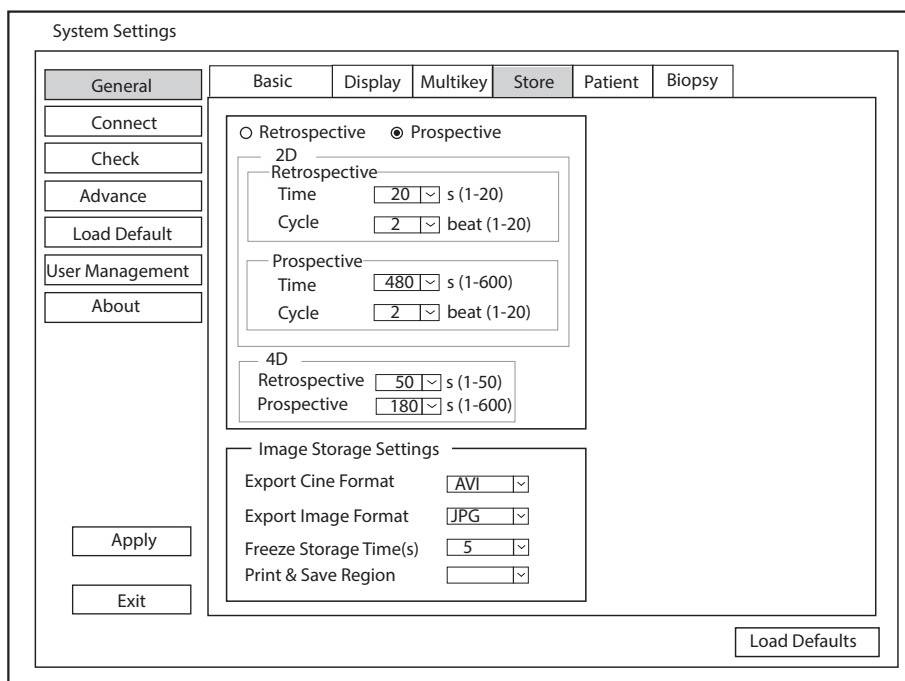 System Settings
General
Connect
Check
Advance
Load Default
User Management
About
Apply
Exit
Basic Display Multikey Store Patient Biopsy
Retrospective Prospective
2D
Retrospective
Time 20 s (1-20)
Cycle 2 beat (1-20)
Prospective
Time 480 s (1-600)
Cycle 2 beat (1-20)
4D
Retrospective 50 s (1-50)
Prospective 180 s (1-600)
Image Storage Settings
Export Cine Format AVI
Export Image Format JPG
Freeze Storage Time(s) 5
Print & Save Region
Load Defaults